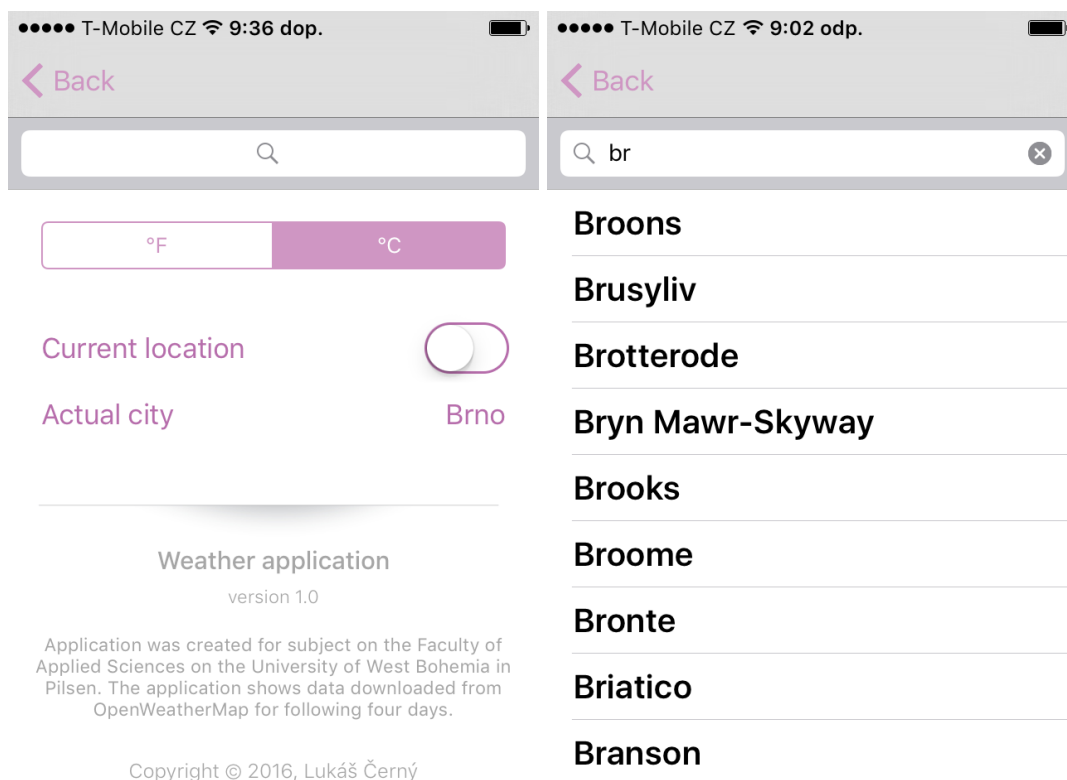 T-Mobile CZ 9:36 dop.
Back
°F °C
Current location
Actual city Brno
Weather application
version 1.0
Application was created for subject on the Faculty of
Applied Sciences on the University of West Bohemia in
Pilsen. The application shows data downloaded from
OpenWeatherMap for following four days.
Copyright © 2016, Lukáš Černý
T-Mobile CZ 9:02 odp.
Back
br
Broons
Brusyliv
Brotterode
Bryn Mawr-Skyway
Brooks
Broome
Bronte
Briatico
Branson